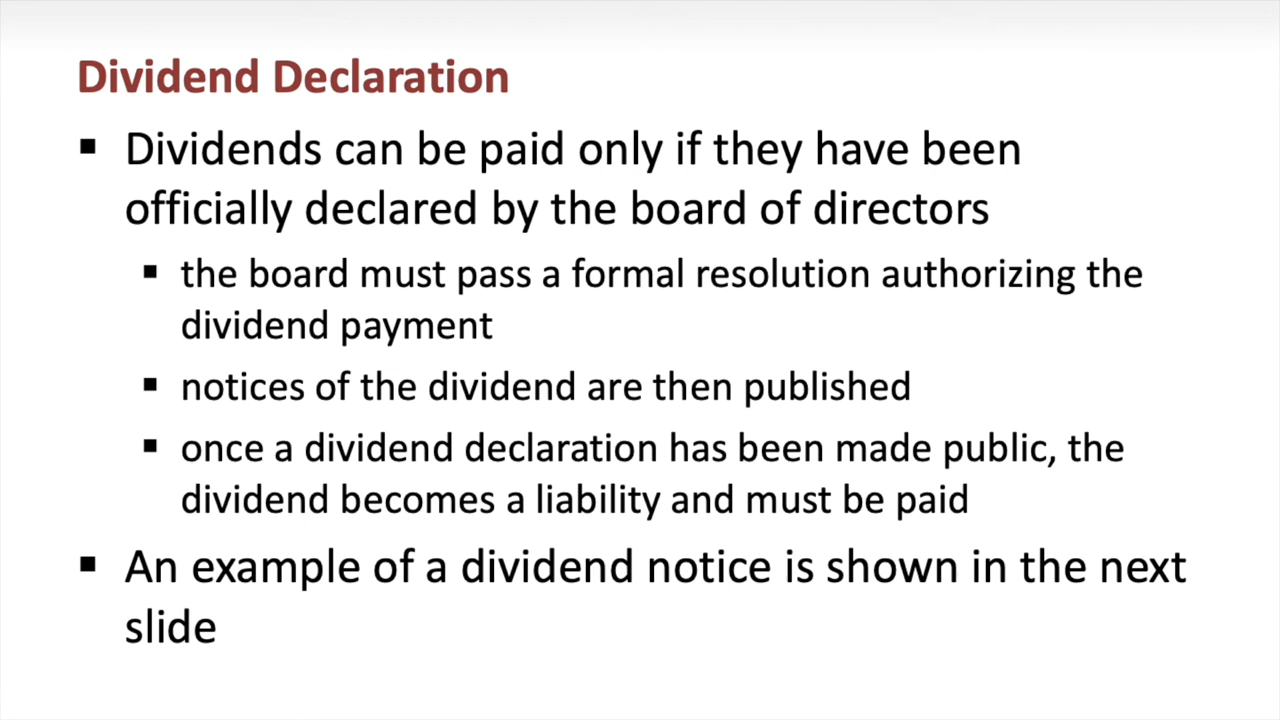 Dividend Declaration
▪ Dividends can be paid only if they have been
officially declared by the board of directors
▪ the board must pass a formal resolution authorizing the
dividend payment
▪ notices of the dividend are then published
▪ once a dividend declaration has been made public, the
dividend becomes a liability and must be paid
▪ An example of a dividend notice is shown in the next
slide